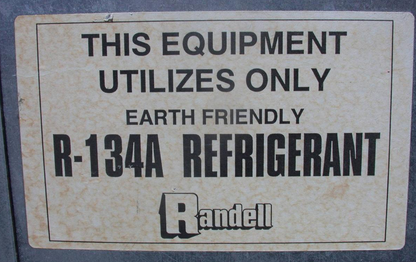 THIS EQUIPMENT
UTILIZES ONLY
EARTH FRIENDLY
R-134A REFRIGERANT
Randell